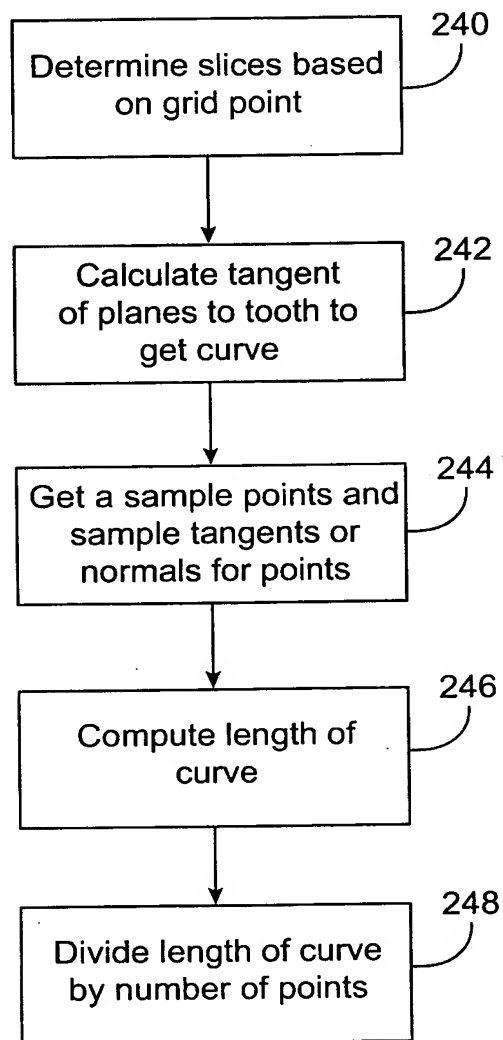 240
Determine slices based
on grid point
242
Calculate tangent
of planes to tooth to
get curve
244
Get a sample points and
sample tangents or
normals for points
246
Compute length of
curve
248
Divide length of curve
by number of points